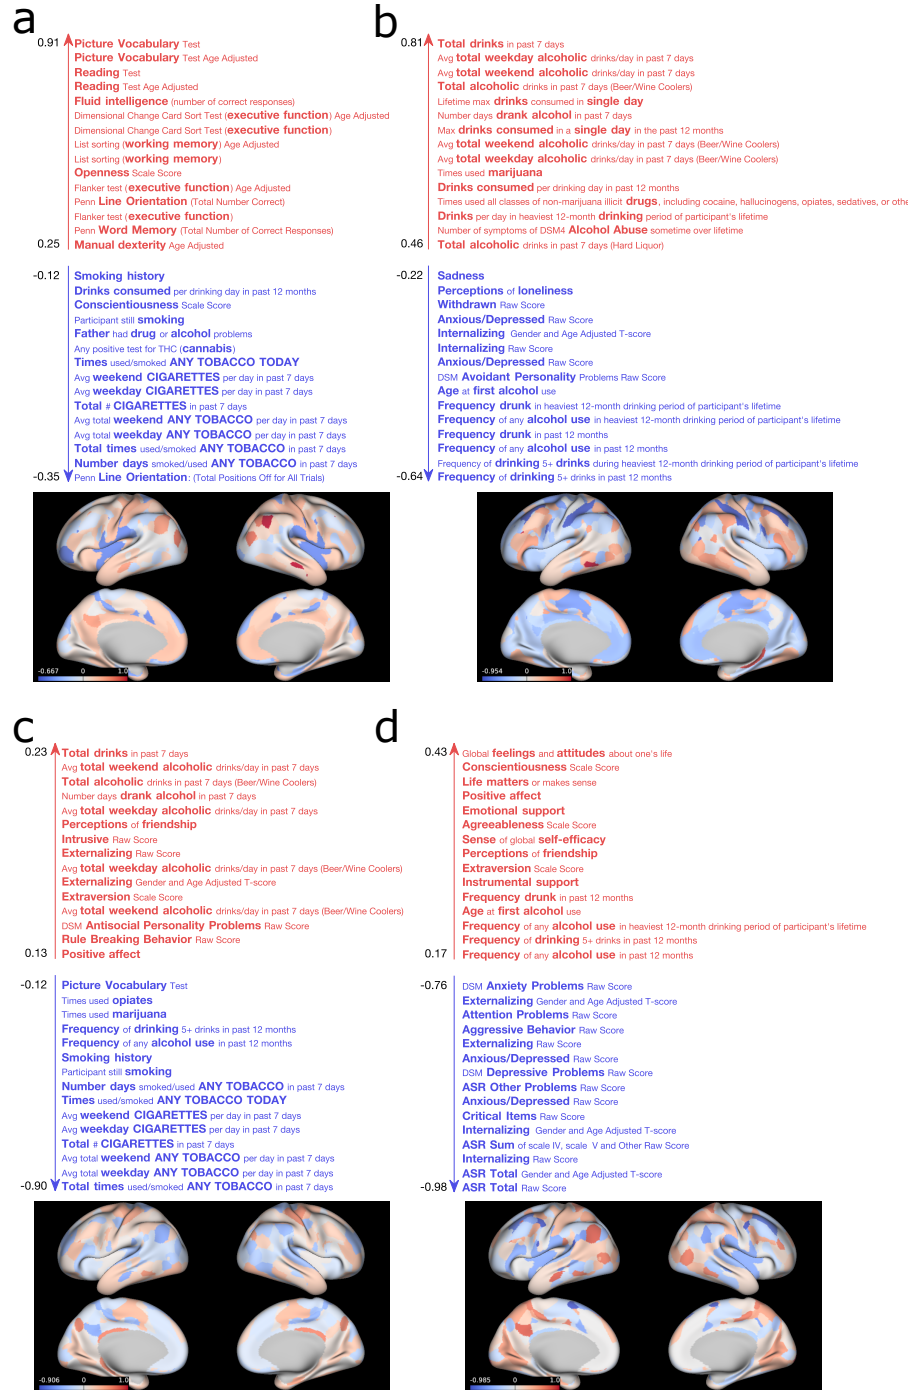 a
0.91
Picture Vocabulary Test
Picture Vocabulary Test Age Adjusted
Reading Test
Reading Test Age Adjusted
Fluid intelligence (number of correct responses)
Dimensional Change Card Sort Test (executive function) Age Adjusted
Dimensional Change Card Sort Test (executive function)
List sorting (working memory) Age Adjusted
List sorting (working memory)
Openness Scale Score
Flanker test (executive function) Age Adjusted
Penn Line Orientation (Total Number Correct)
Flanker test (executive function)
Penn Word Memory (Total Number of Correct Responses)
0.25
Manual dexterity Age Adjusted
-0.12
Smoking history
Drinks consumed per drinking day in past 12 months
Conscientiousness Scale Score
Participant still smoking
Father had drug or alcohol problems
Any positive test for THC (cannabis)
Times used/smoked ANY TOBACCO TODAY
Avg weekend CIGARETTES per day in past 7 days
Avg weekday CIGARETTES per day in past 7 days
Total # CIGARETTES in past 7 days
Avg total weekend ANY TOBACCO per day in past 7 days
Avg total weekday ANY TOBACCO per day in past 7 days
Total times used/smoked ANY TOBACCO in past 7 days
Number days smoked/used ANY TOBACCO in past 7 days
-0.35
Penn Line Orientation: (Total Positions Off for All Trials)
-0.667 0 1.0
b
0.81
Total drinks in past 7 days
Avg total weekday alcoholic drinks/day in past 7 days
Avg total weekend alcoholic drinks/day in past 7 days
Total alcoholic drinks in past 7 days (Beer/Wine Coolers)
Lifetime max drinks consumed in single day
Number days drank alcohol in past 7 days
Max drinks consumed in a single day in the past 12 months
Avg total weekend alcoholic drinks/day in past 7 days (Beer/Wine Coolers)
Avg total weekday alcoholic drinks/day in past 7 days (Beer/Wine Coolers)
Times used marijuana
Drinks consumed per drinking day in past 12 months
Times used all classes of non-marijuana illicit drugs, including cocaine, hallucinogens, opiates, sedatives, or othe
Drinks per day in heaviest 12-month drinking period of participant's lifetime
Number of symptoms of DSM4 Alcohol Abuse sometime over lifetime
0.46
Total alcoholic drinks in past 7 days (Hard Liquor)
-0.22
Sadness
Perceptions of loneliness
Withdrawn Raw Score
Anxious/Depressed Raw Score
Internalizing Gender and Age Adjusted T-score
Internalizing Raw Score
Anxious/Depressed Raw Score
DSM Avoidant Personality Problems Raw Score
Age at first alcohol use
Frequency drunk in heaviest 12-month drinking period of participant's lifetime
Frequency of any alcohol use in heaviest 12-month drinking period of participant's lifetime
Frequency drunk in past 12 months
Frequency of any alcohol use in past 12 months
Frequency of drinking 5+ drinks during heaviest 12-month drinking period of participant's lifetime
-0.64
Frequency of drinking 5+ drinks in past 12 months
-0.954 0 1.0
c
0.23
Total drinks in past 7 days
Avg total weekend alcoholic drinks/day in past 7 days
Total alcoholic drinks in past 7 days (Beer/Wine Coolers)
Number days drank alcohol in past 7 days
Avg total weekday alcoholic drinks/day in past 7 days
Perceptions of friendship
Intrusive Raw Score
Externalizing Raw Score
Avg total weekday alcoholic drinks/day in past 7 days (Beer/Wine Coolers)
Externalizing Gender and Age Adjusted T-score
Extraversion Scale Score
Avg total weekend alcoholic drinks/day in past 7 days (Beer/Wine Coolers)
DSM Antisocial Personality Problems Raw Score
Rule Breaking Behavior Raw Score
0.13
Positive affect
-0.12
Picture Vocabulary Test
Times used opiates
Times used marijuana
Frequency of drinking 5+ drinks in past 12 months
Frequency of any alcohol use in past 12 months
Smoking history
Participant still smoking
Number days smoked/used ANY TOBACCO in past 7 days
Times used/smoked ANY TOBACCO TODAY
Avg weekend CIGARETTES per day in past 7 days
Avg weekday CIGARETTES per day in past 7 days
Total # CIGARETTES in past 7 days
Avg total weekend ANY TOBACCO per day in past 7 days
Avg total weekday ANY TOBACCO per day in past 7 days
-0.90
Total times used/smoked ANY TOBACCO in past 7 days
-0.906 0 1.0
d
0.43
Global feelings and attitudes about one's life
Conscientiousness Scale Score
Life matters or makes sense
Positive affect
Emotional support
Agreeableness Scale Score
Sense of global self-efficacy
Perceptions of friendship
Extraversion Scale Score
Instrumental support
Frequency drunk in past 12 months
Age at first alcohol use
Frequency of any alcohol use in heaviest 12-month drinking period of participant's lifetime
Frequency of drinking 5+ drinks in past 12 months
0.17
Frequency of any alcohol use in past 12 months
-0.76
DSM Anxiety Problems Raw Score
Externalizing Gender and Age Adjusted T-score
Attention Problems Raw Score
Aggressive Behavior Raw Score
Externalizing Raw Score
Anxious/Depressed Raw Score
DSM Depressive Problems Raw Score
ASR Other Problems Raw Score
Anxious/Depressed Raw Score
Critical Items Raw Score
Internalizing Gender and Age Adjusted T-score
ASR Sum of scale IV, scale V and Other Raw Score
Internalizing Raw Score
ASR Total Gender and Age Adjusted T-score
-0.98
ASR Total Raw Score
-0.985 0 1.0